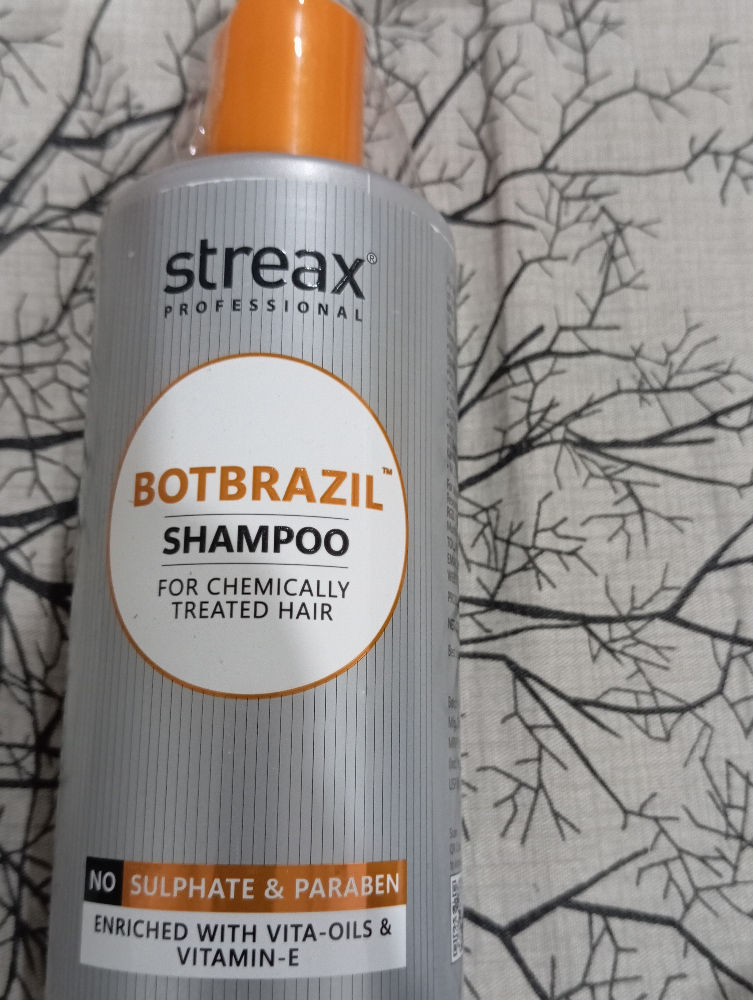 streax®
PROFESSIONAL
BOTBRAZIL™
SHAMPOO
FOR CHEMICALLY
TREATED HAIR
NO SULPHATE & PARABEN
ENRICHED WITH VITA-OILS &
VITAMIN-E